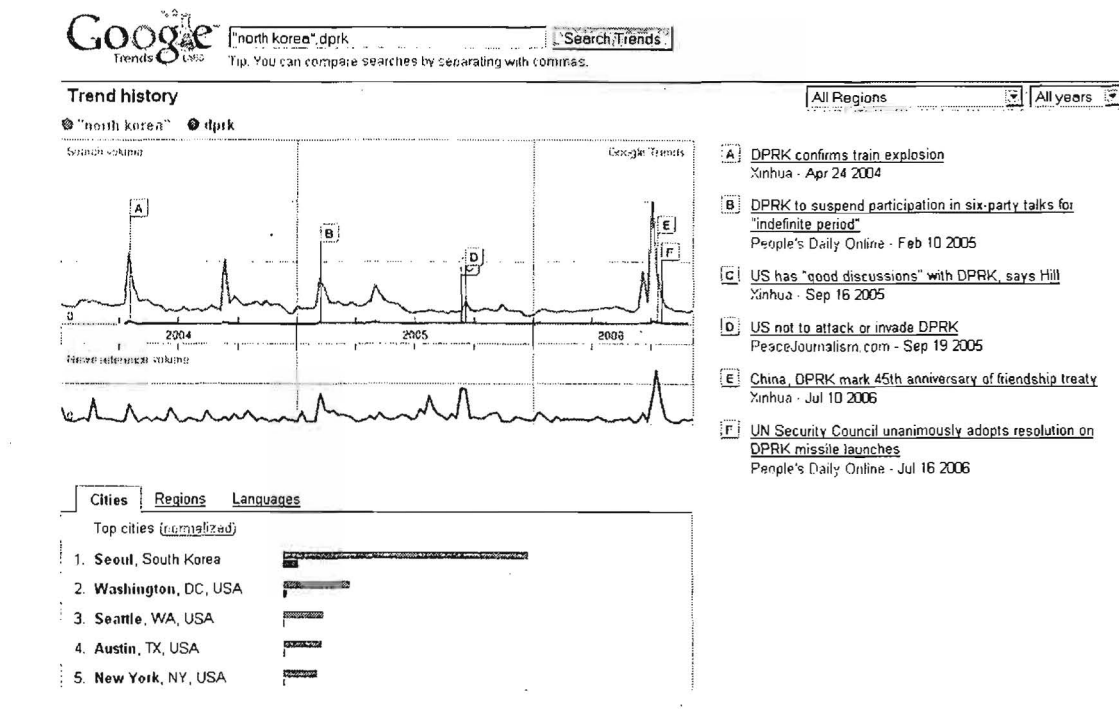 Google
Trends Labs
"north korea",dprk
Search Trends
Tip. You can compare searches by separating with commas.
Trend history
All Regions
All years
"north korea" dprk
Search volume
Google Trends
A
B
D
C
E
F
0
2004
2005
2006
News reference volume
0
A DPRK confirms train explosion
Xinhua - Apr 24 2004
B DPRK to suspend participation in six-party talks for
"indefinite period"
People's Daily Online - Feb 10 2005
C US has "good discussions" with DPRK, says Hill
Xinhua - Sep 16 2005
D US not to attack or invade DPRK
PeaceJournalism.com - Sep 19 2005
E China, DPRK mark 45th anniversary of friendship treaty
Xinhua - Jul 10 2006
F UN Security Council unanimously adopts resolution on
DPRK missile launches
People's Daily Online - Jul 16 2006
Cities Regions Languages
Top cities (normalized)
1. Seoul, South Korea
2. Washington, DC, USA
3. Seattle, WA, USA
4. Austin, TX, USA
5. New York, NY, USA